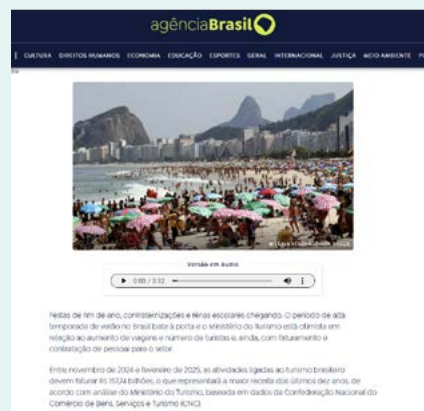 agênciaBrasil
CULTURA DIREITOS HUMANOS ECONOMIA EDUCAÇÃO ESPORTES GERAL INTERNACIONAL JUSTIÇA MEIO AMBIENTE
Versão em áudio
0:00 / 3:12
Festas de fim de ano, confraternizações e férias escolares chegando. O período de alta
temporada de verão no Brasil bate à porta e o Ministério do Turismo está otimista em
relação ao aumento de viagens e número de turistas e, ainda, com faturamento e
contratação de pessoal para o setor.
Entre novembro de 2024 e fevereiro de 2025, as atividades ligadas ao turismo brasileiro
devem faturar R$ 157,74 bilhões, o que representará a maior receita dos últimos dez anos, de
acordo com análise do Ministério do Turismo, baseada em dados da Confederação Nacional do
Comércio de Bens, Serviços e Turismo (CNC).